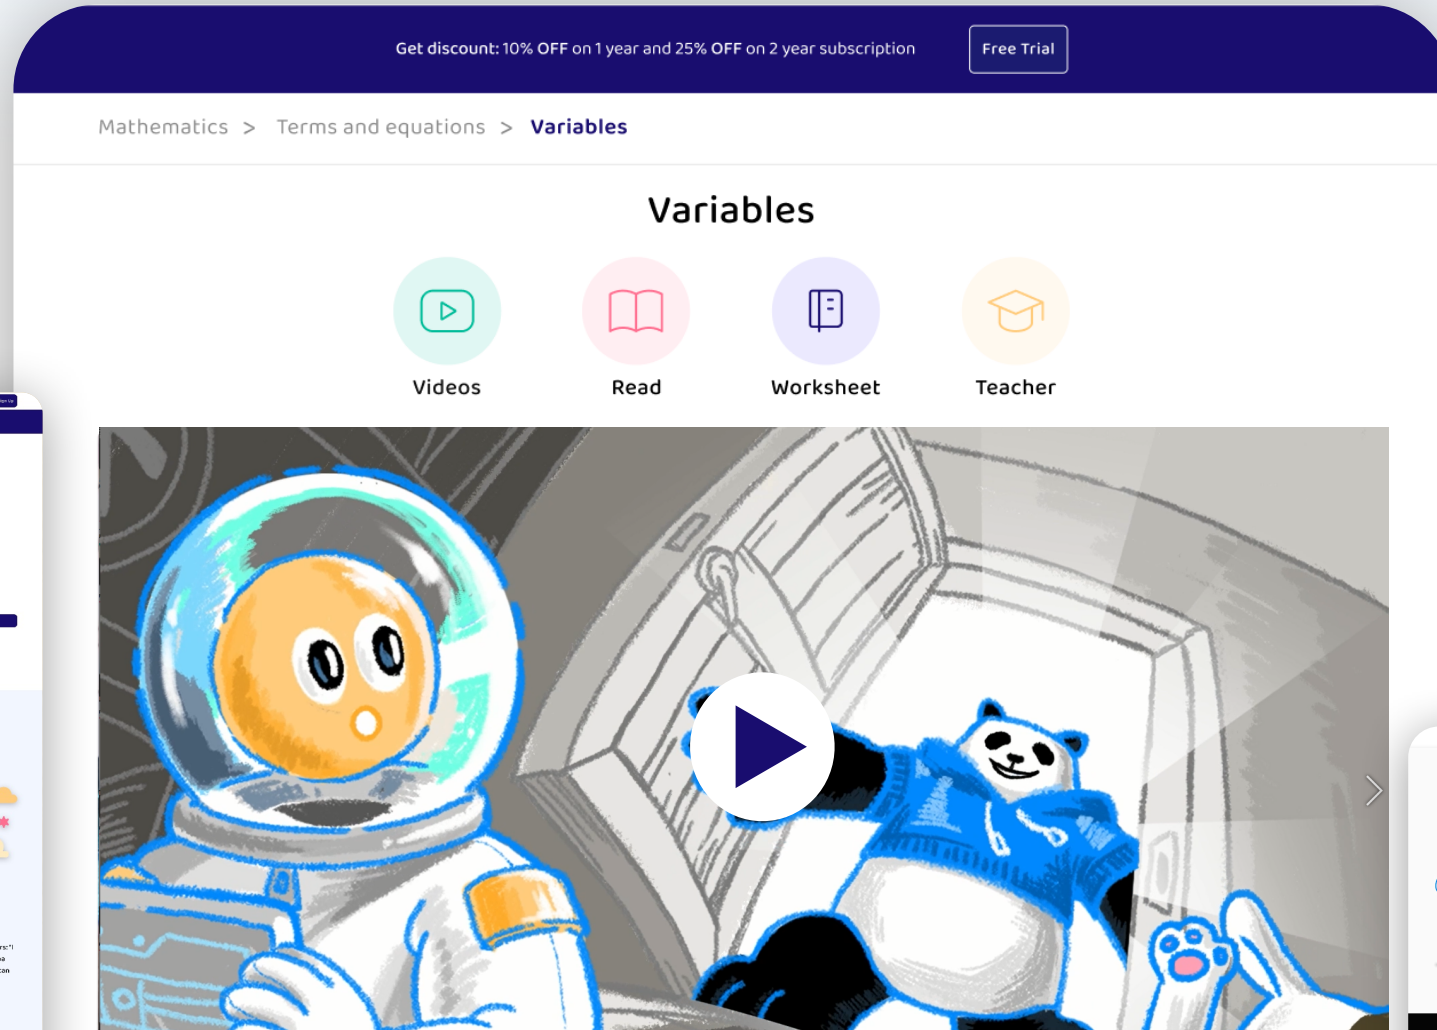 Get discount: 10% OFF on 1 year and 25% OFF on 2 year subscription
Free Trial
Mathematics > Terms and equations > Variables
Variables
Videos
Read
Worksheet
Teacher
can